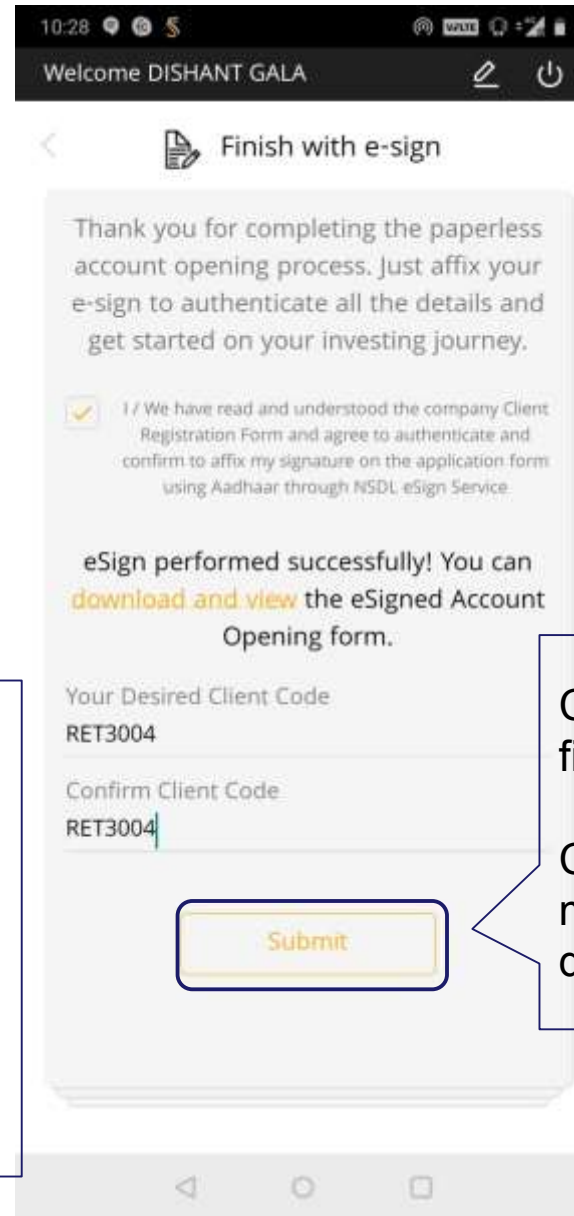 10:28
VoLTE
Welcome DISHANT GALA
Finish with e-sign
Thank you for completing the paperless
account opening process. Just affix your
e-sign to authenticate all the details and
get started on your investing journey.
I / We have read and understood the company Client
Registration Form and agree to authenticate and
confirm to affix my signature on the application form
using Aadhaar through NSDL eSign Service
eSign performed successfully! You can
download and view the eSigned Account
Opening form.
Your Desired Client Code
RET3004
Confirm Client Code
RET3004
Submit